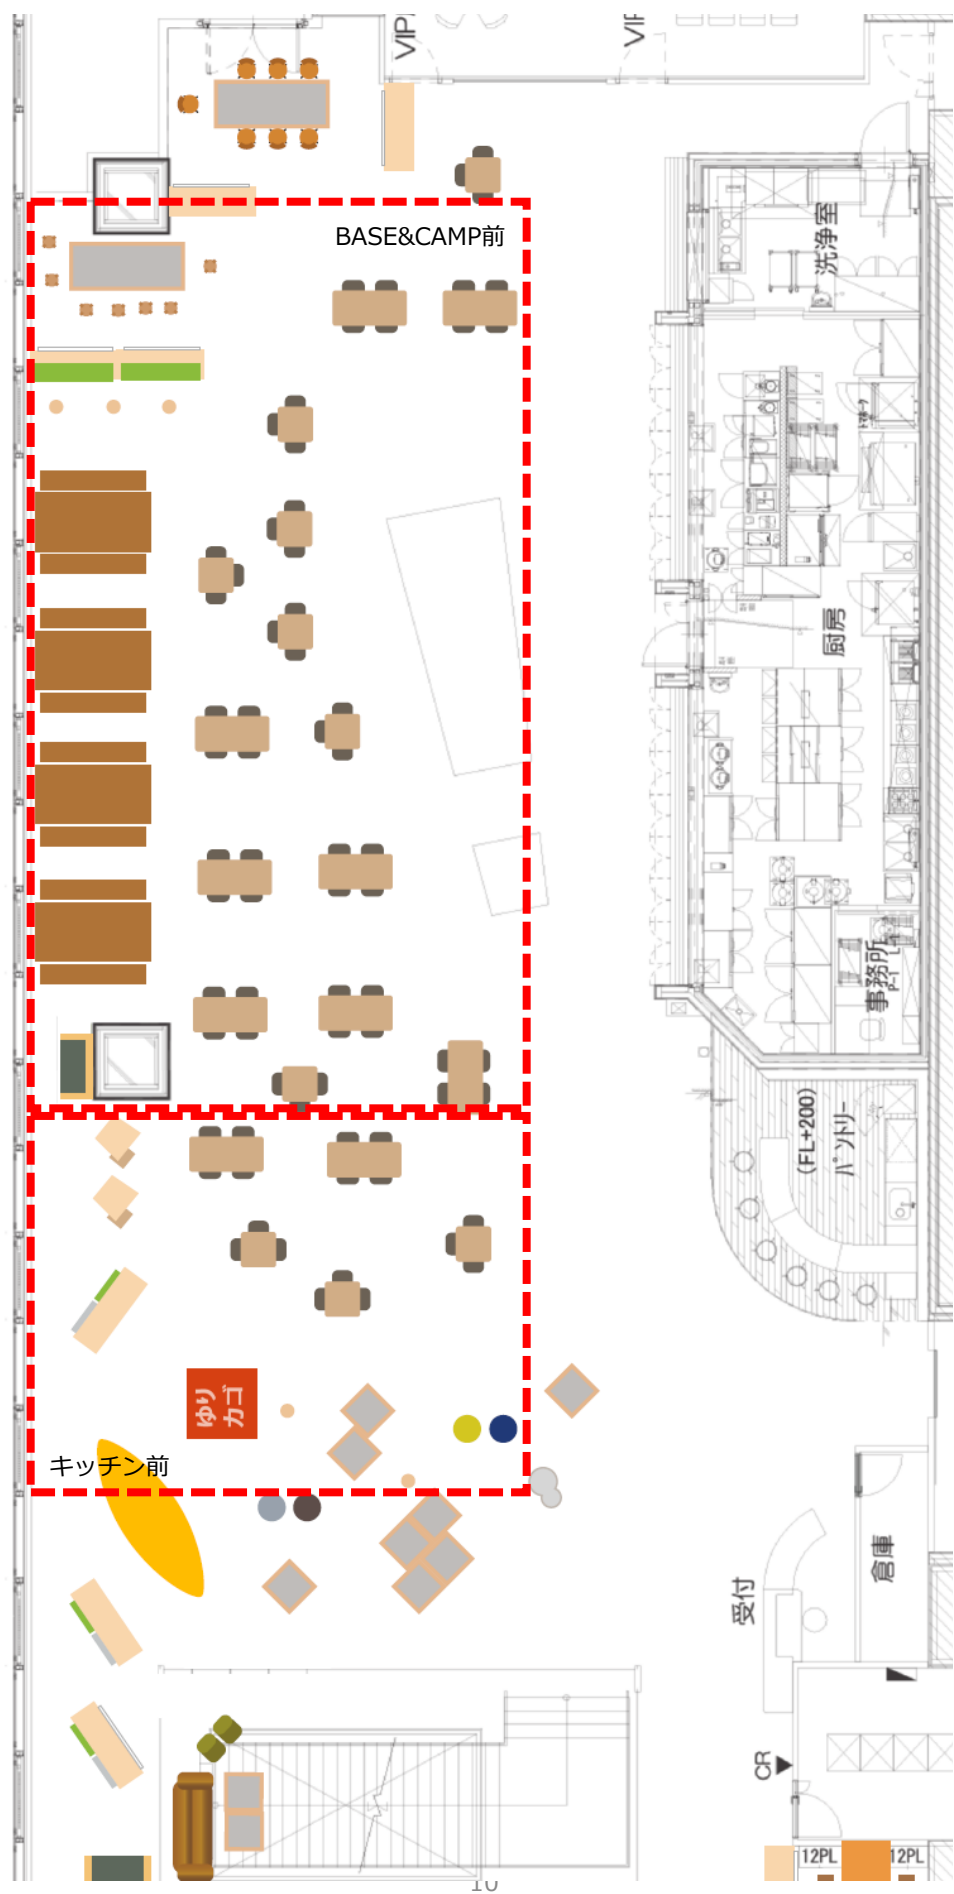 VIP
VIP
BASE&CAMP前
洗浄室
厨房
事務所
P-1
(FL+200)
パントリー
ゆり
カゴ
キッチン前
倉庫
受付
CR
12PL
12PL
10